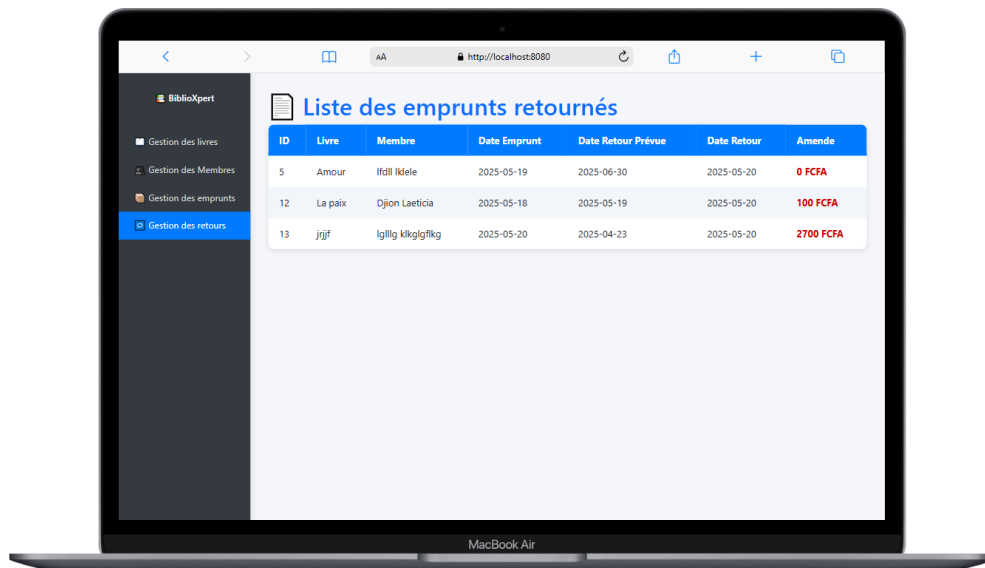 AA http://localhost:8080
BiblioXpert
Gestion des livres
Gestion des Membres
Gestion des emprunts
Gestion des retours
Liste des emprunts retournés
ID Livre Membre Date Emprunt Date Retour Prévue Date Retour Amende
5 Amour lfdll lklele 2025-05-19 2025-06-30 2025-05-20 0 FCFA
12 La paix Djion Laeticia 2025-05-18 2025-05-19 2025-05-20 100 FCFA
13 jrjjf lglllg klkglgflkg 2025-05-20 2025-04-23 2025-05-20 2700 FCFA
MacBook Air